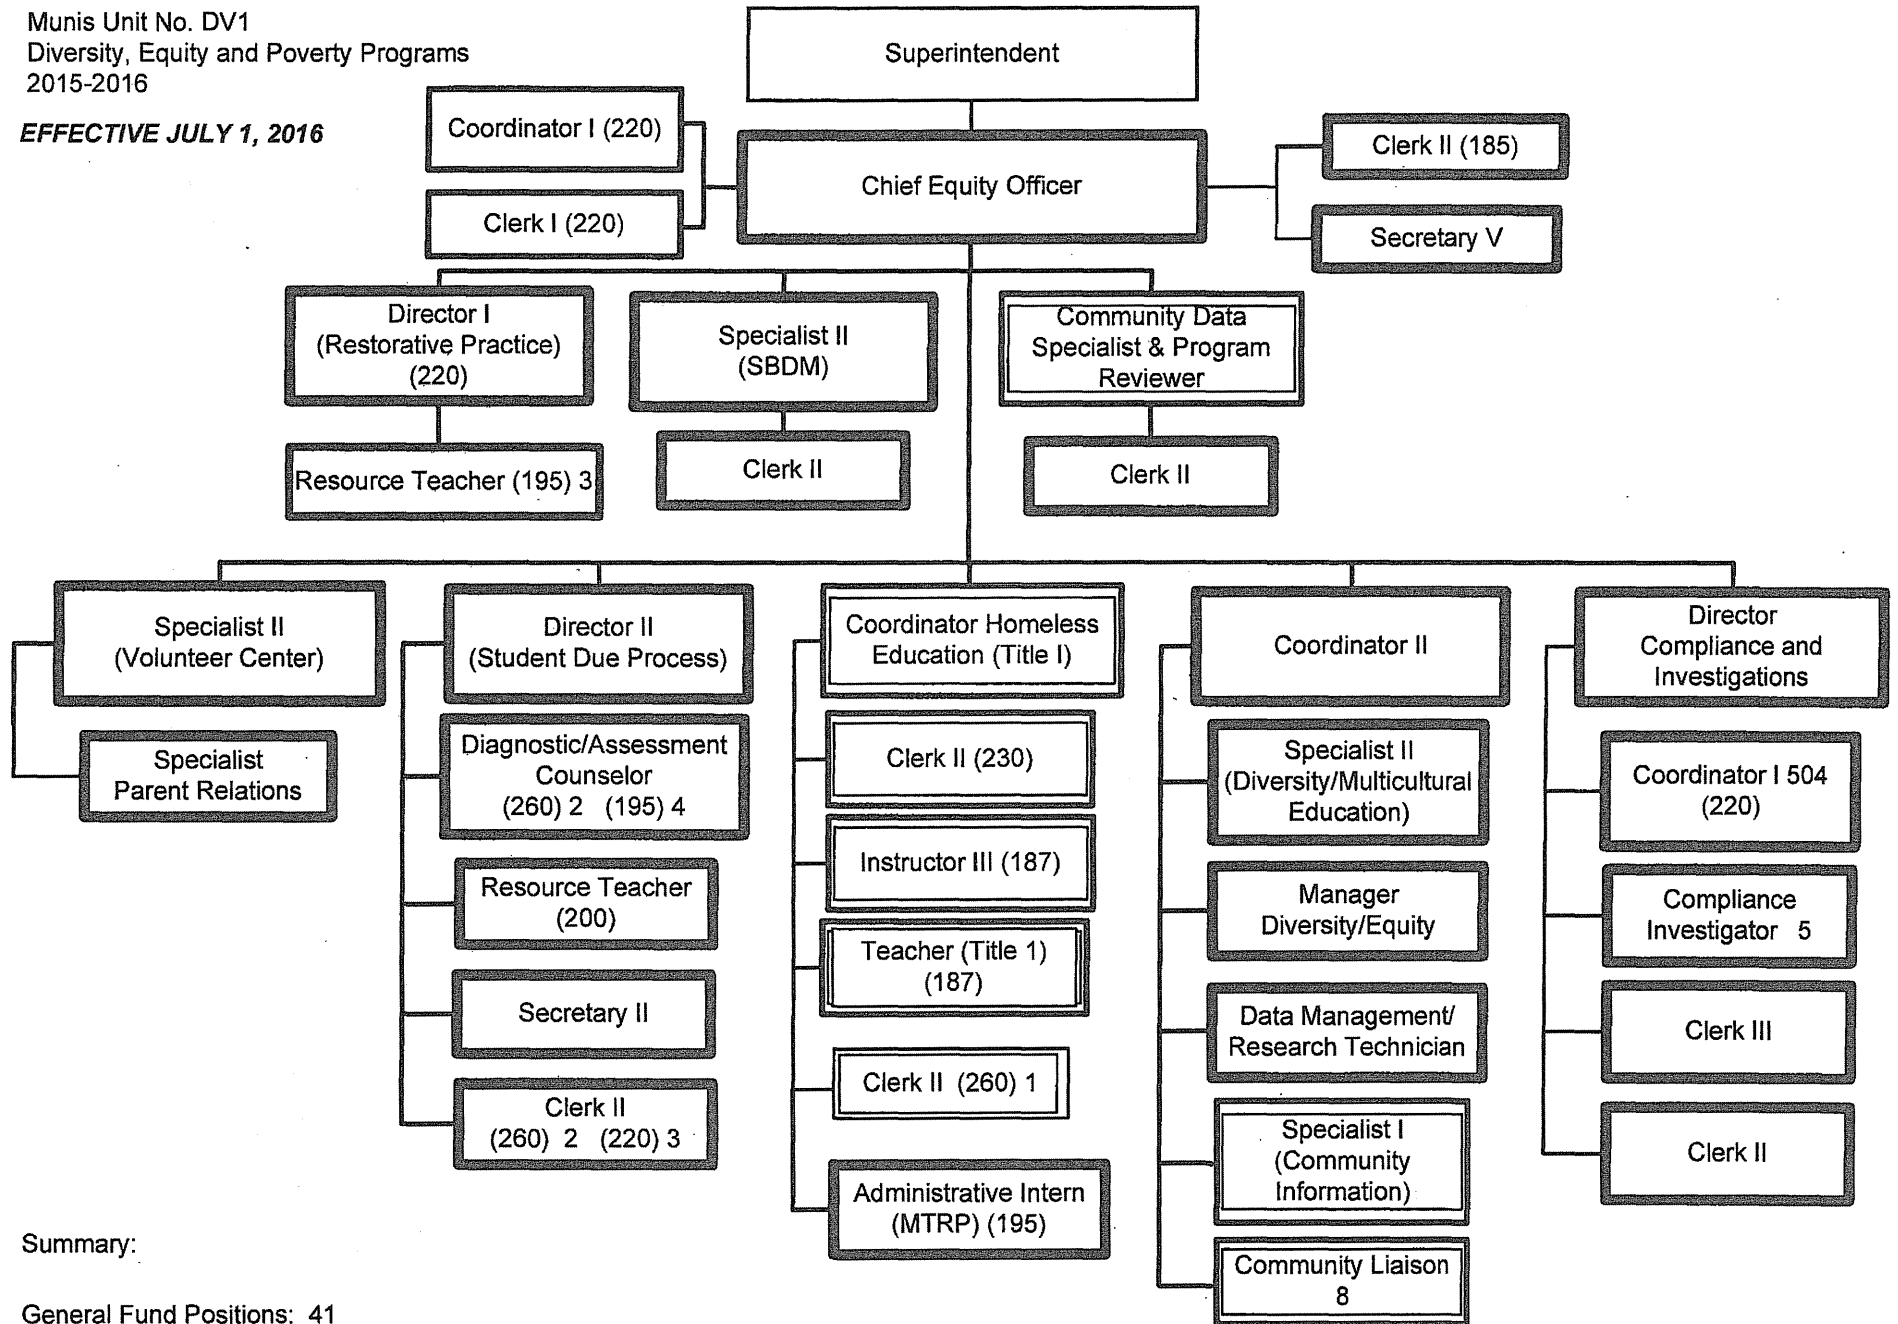 Munis Unit No. DV1
Diversity, Equity and Poverty Programs
2015-2016
EFFECTIVE JULY 1, 2016
Superintendent
Coordinator I (220)
Clerk I (220)
Chief Equity Officer
Clerk II (185)
Secretary V
Director I
(Restorative Practice)
(220)
Specialist II
(SBDM)
Community Data
Specialist & Program
Reviewer
Resource Teacher (195) 3
Clerk II
Clerk II
Specialist II
(Volunteer Center)
Specialist
Parent Relations
Director II
(Student Due Process)
Diagnostic/Assessment
Counselor
(260) 2 (195) 4
Resource Teacher
(200)
Secretary II
Clerk II
(260) 2 (220) 3
Coordinator Homeless
Education (Title I)
Clerk II (230)
Instructor III (187)
Teacher (Title 1)
(187)
Clerk II (260) 1
Administrative Intern
(MTRP) (195)
Coordinator II
Specialist II
(Diversity/Multicultural
Education)
Manager
Diversity/Equity
Data Management/
Research Technician
Specialist I
(Community
Information)
Community Liaison
8
Director
Compliance and
Investigations
Coordinator I 504
(220)
Compliance
Investigator 5
Clerk III
Clerk II
Summary:
General Fund Positions: 41